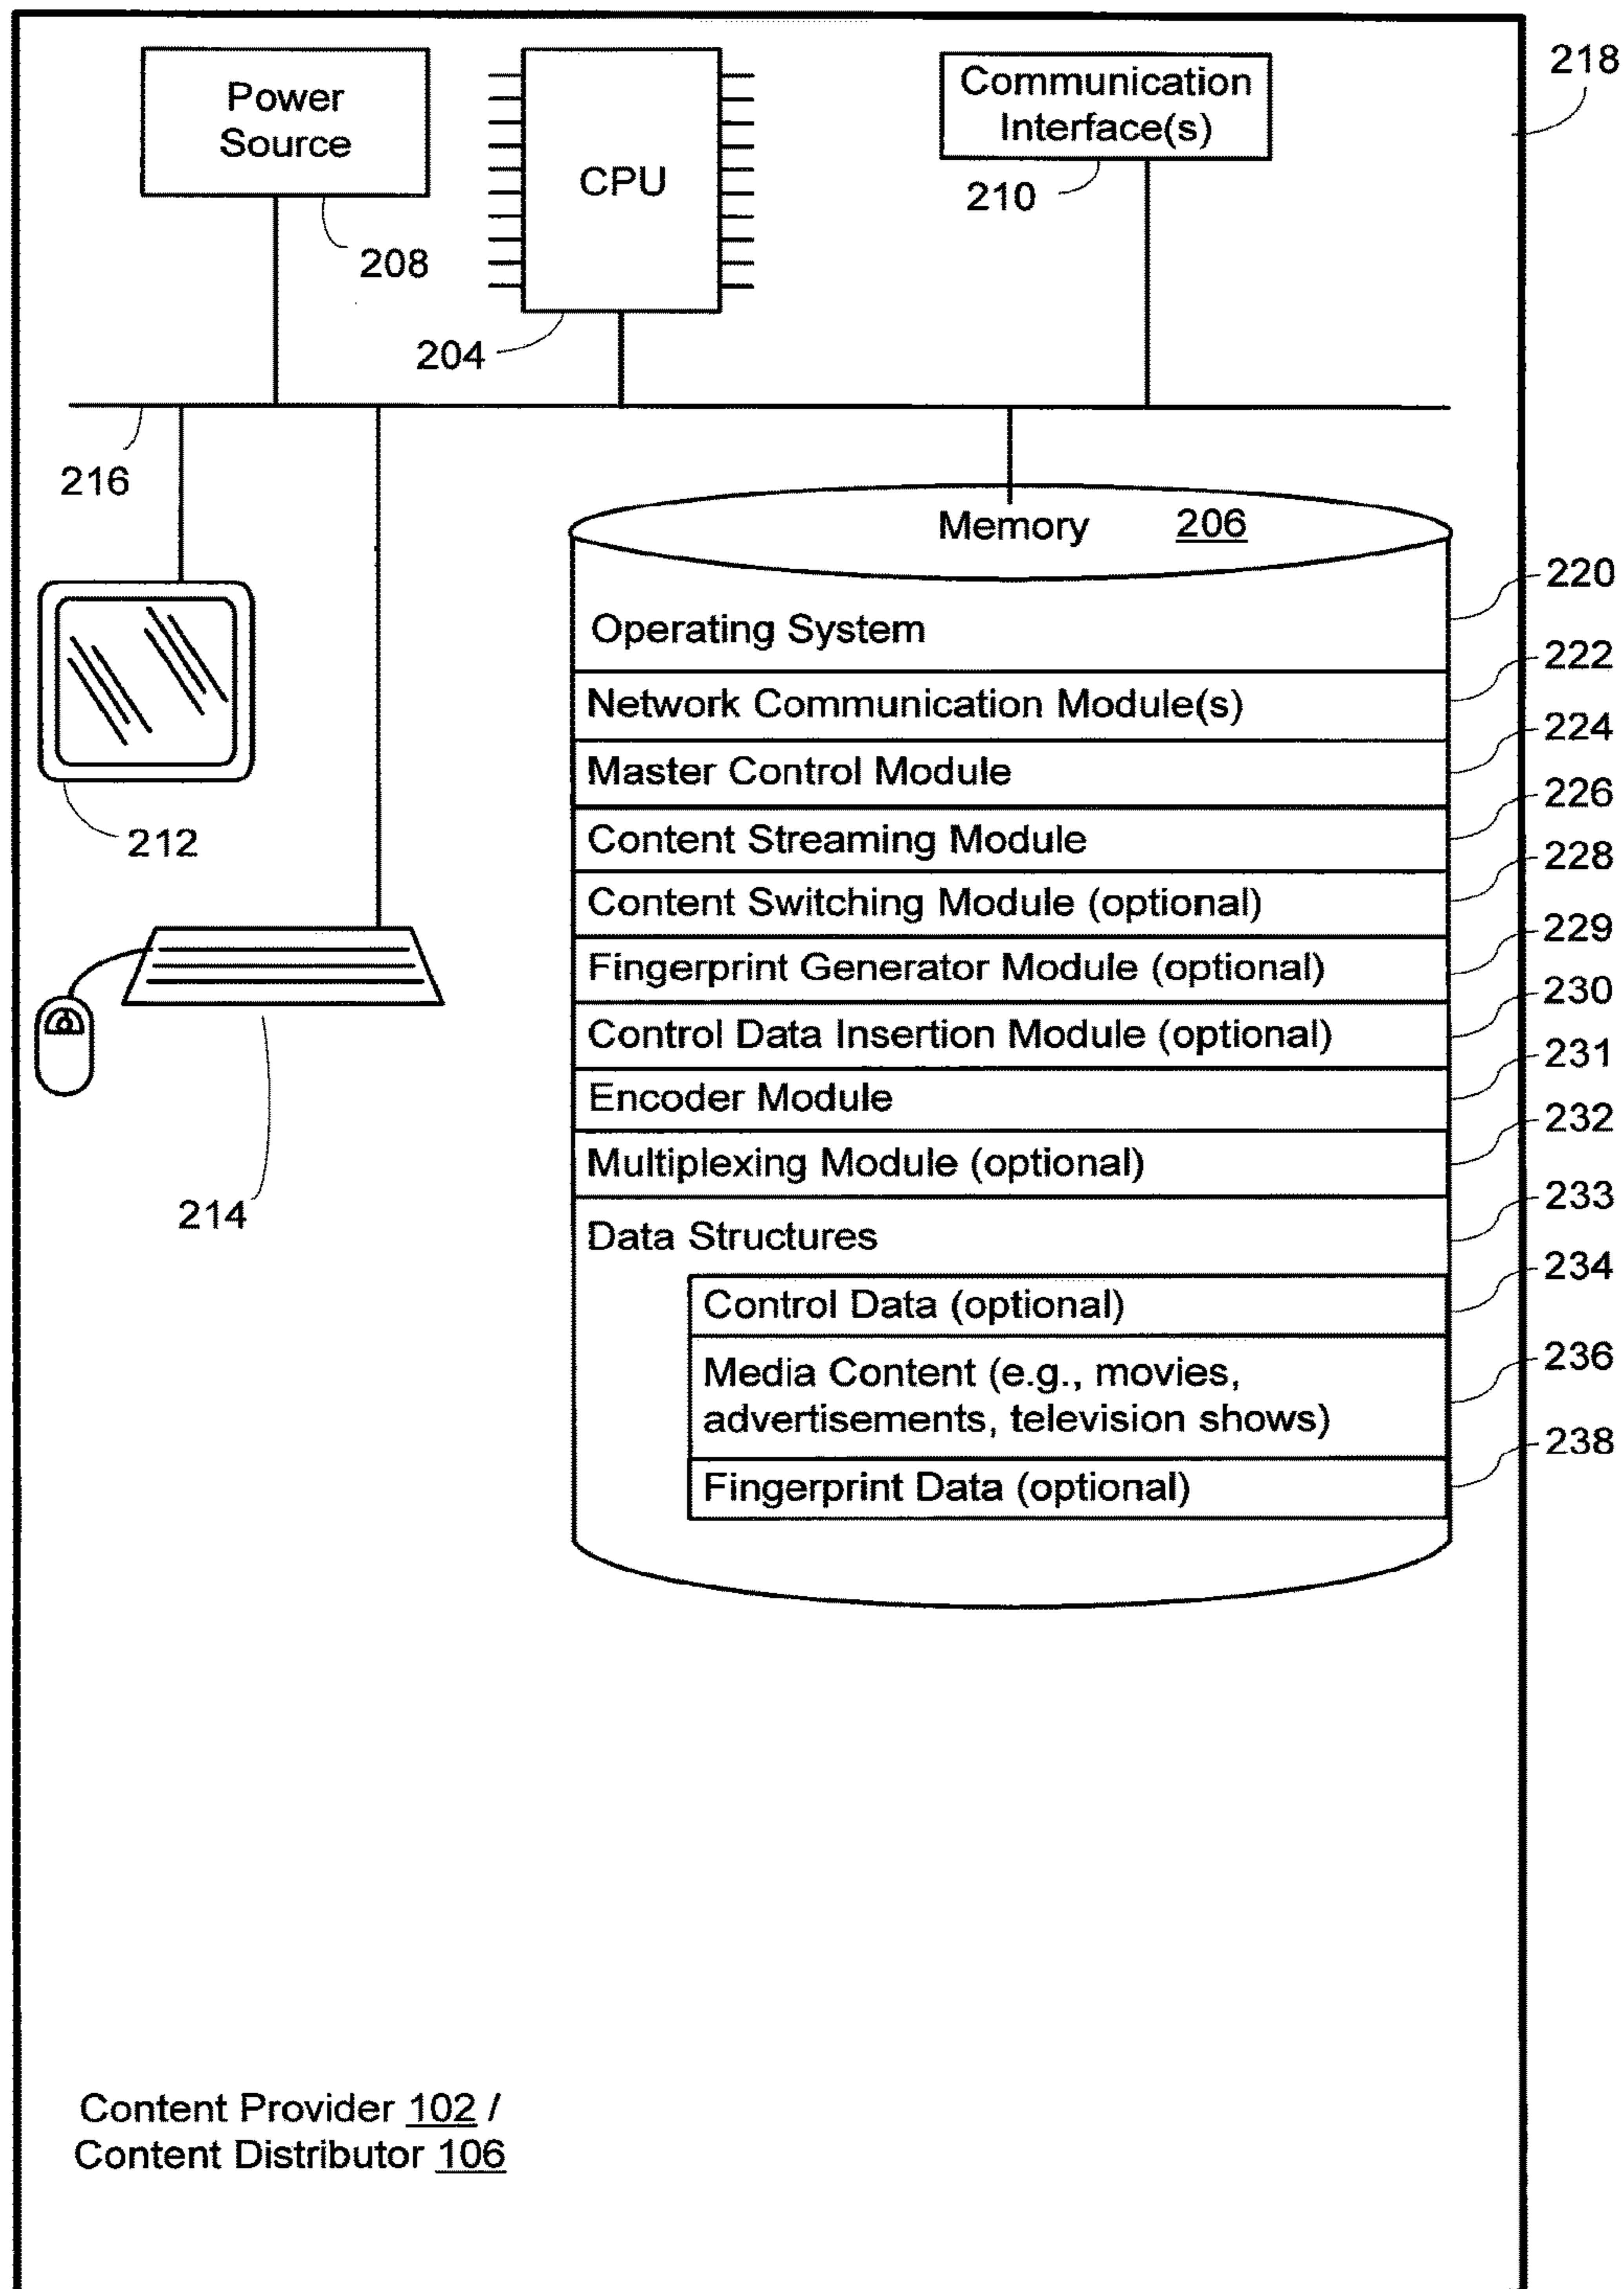 218
Power
Source
CPU
Communication
Interface(s)
210
208
204
216
Memory 206
220
Operating System
222
Network Communication Module(s)
224
Master Control Module
226
Content Streaming Module
228
Content Switching Module (optional)
229
Fingerprint Generator Module (optional)
230
Control Data Insertion Module (optional)
231
Encoder Module
232
Multiplexing Module (optional)
233
Data Structures
234
Control Data (optional)
236
Media Content (e.g., movies,
advertisements, television shows)
238
Fingerprint Data (optional)
212
214
Content Provider 102 /
Content Distributor 106